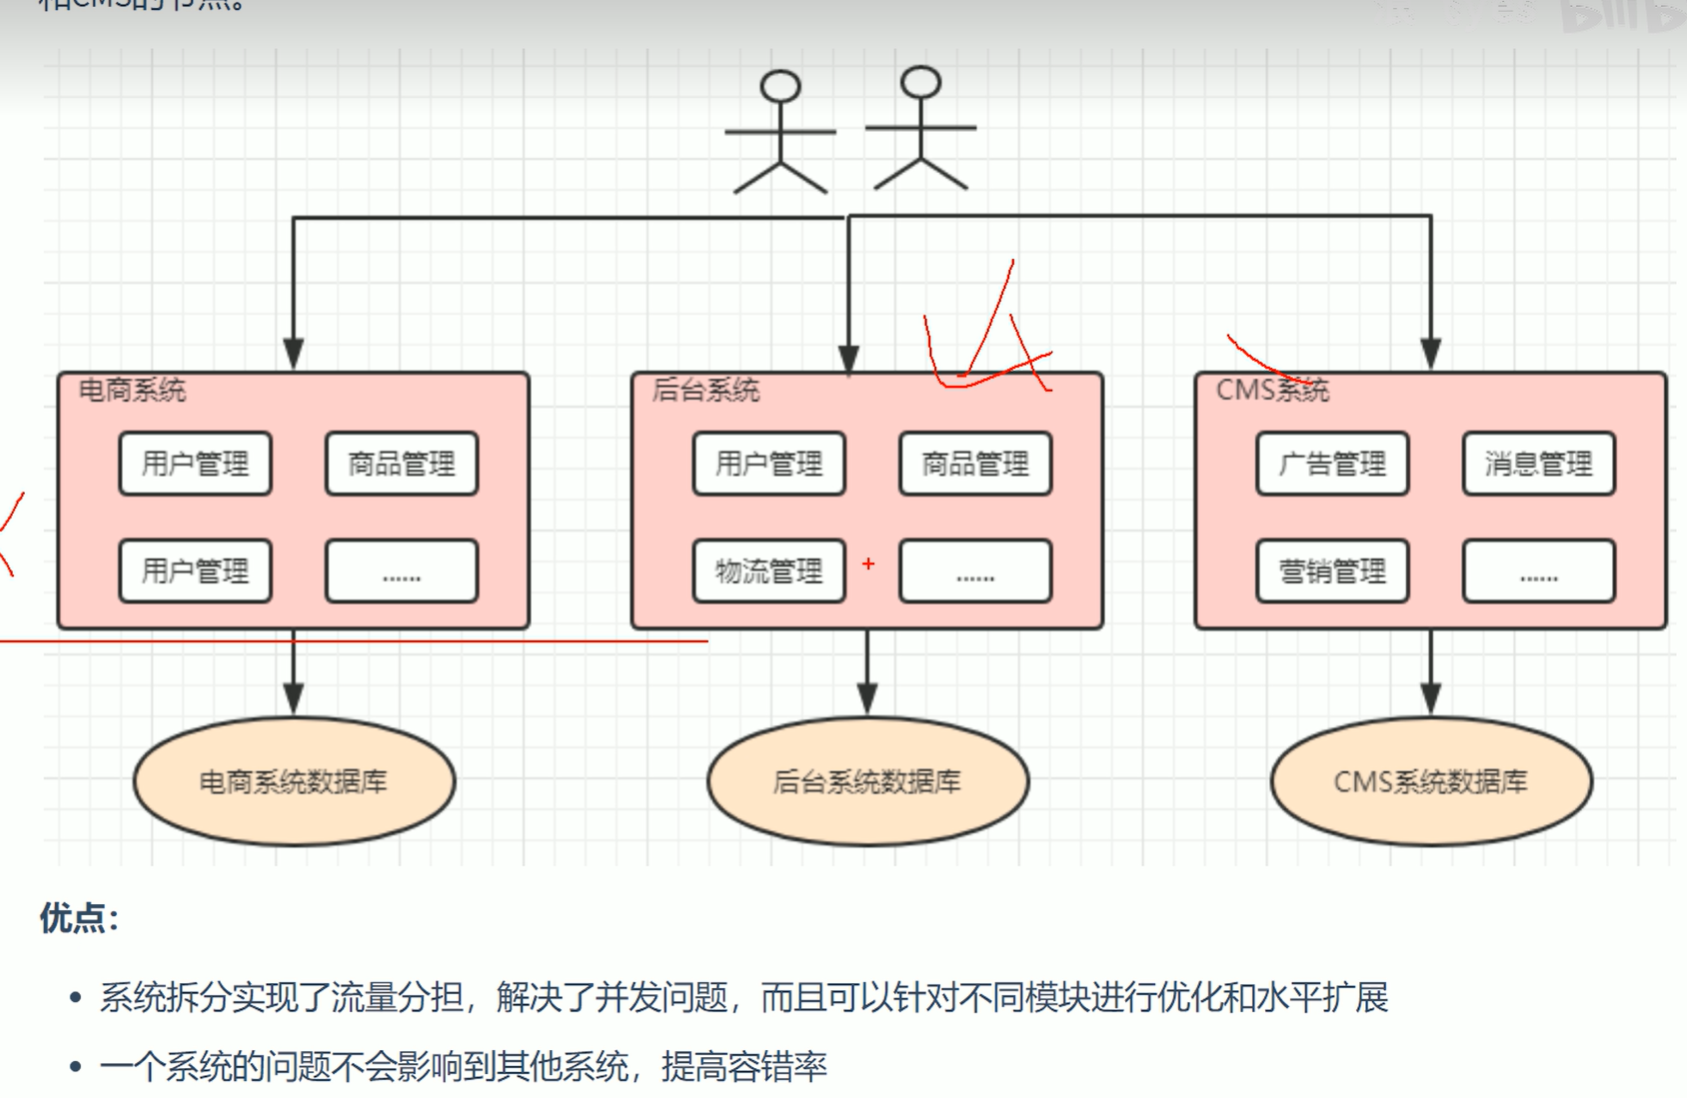 和CMS的节点。
电商系统
后台系统
CMS系统
用户管理
商品管理
用户管理
商品管理
广告管理
消息管理
用户管理
......
物流管理
......
营销管理
......
电商系统数据库
后台系统数据库
CMS系统数据库
优点：
• 系统拆分实现了流量分担，解决了并发问题，而且可以针对不同模块进行优化和水平扩展
• 一个系统的问题不会影响到其他系统，提高容错率